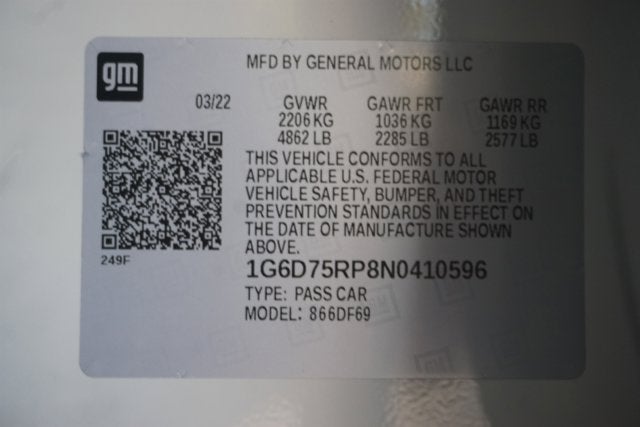 gm
MFD BY GENERAL MOTORS LLC
03/22 GVWR GAWR FRT GAWR RR
2206 KG 1036 KG 1169 KG
4862 LB 2285 LB 2577 LB
THIS VEHICLE CONFORMS TO ALL
APPLICABLE U.S. FEDERAL MOTOR
VEHICLE SAFETY, BUMPER, AND THEFT
PREVENTION STANDARDS IN EFFECT ON
THE DATE OF MANUFACTURE SHOWN
ABOVE.
249F
1G6D75RP8N0410596
TYPE: PASS CAR
MODEL: 866DF69